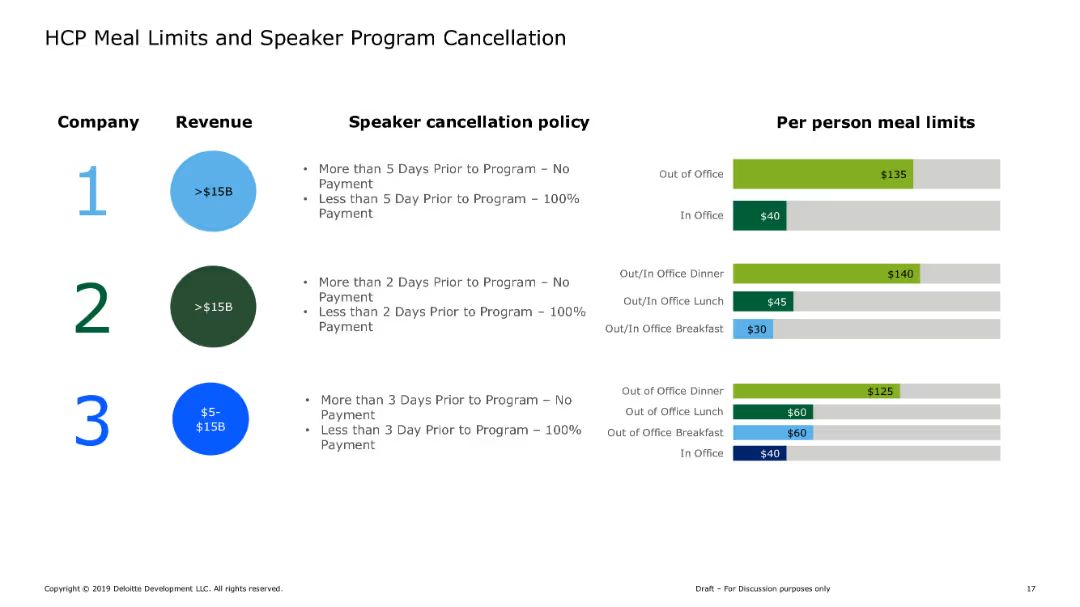 HCP Meal Limits and Speaker Program Cancellation
Company
Revenue
Speaker cancellation policy
Per person meal limits
1
>$15B
• More than 5 Days Prior to Program – No
Payment
• Less than 5 Day Prior to Program – 100%
Payment
Out of Office
$135
In Office
$40
2
>$15B
• More than 2 Days Prior to Program – No
Payment
• Less than 2 Days Prior to Program – 100%
Payment
Out/In Office Dinner
$140
Out/In Office Lunch
$45
Out/In Office Breakfast
$30
3
$5-
$15B
• More than 3 Days Prior to Program – No
Payment
• Less than 3 Day Prior to Program – 100%
Payment
Out of Office Dinner
$125
Out of Office Lunch
$60
Out of Office Breakfast
$60
In Office
$40
Copyright © 2019 Deloitte Development LLC. All rights reserved.
Draft – For Discussion purposes only
17